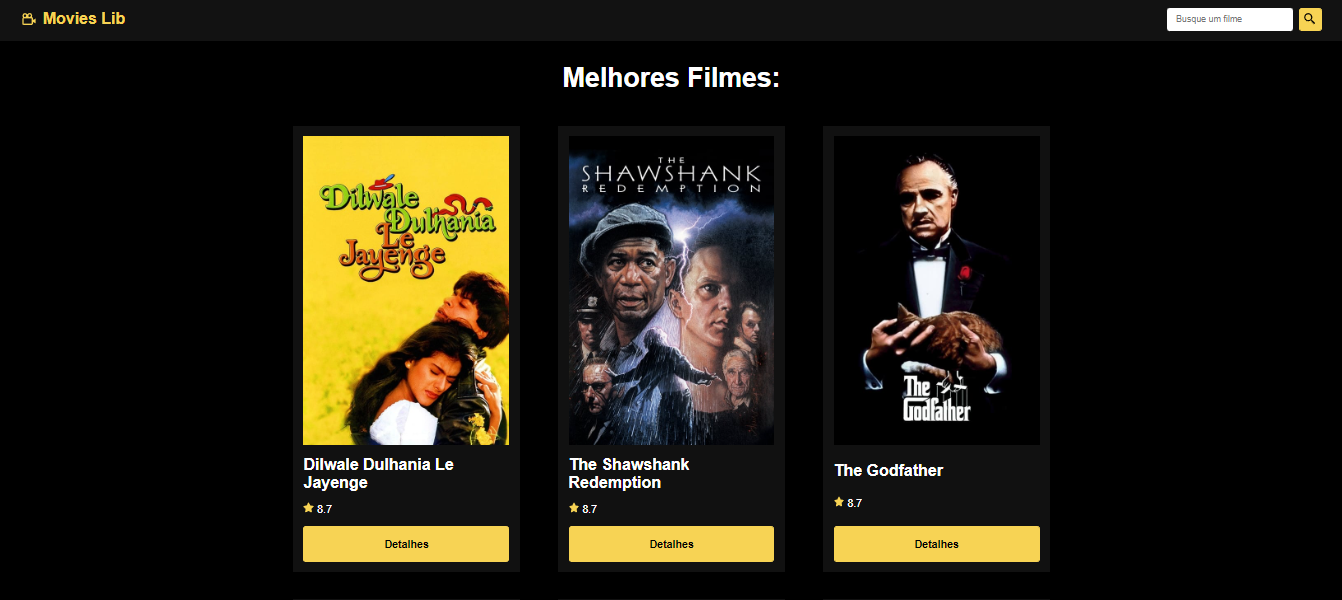 Movies Lib
Busque um filme
Melhores Filmes:
Dilwale
Dulhania
Le
Jayenge
THE
SHAWSHANK
REDEMPTION
The
Godfather
Dilwale Dulhania Le
Jayenge
8.7
Detalhes
The Shawshank
Redemption
8.7
Detalhes
The Godfather
8.7
Detalhes